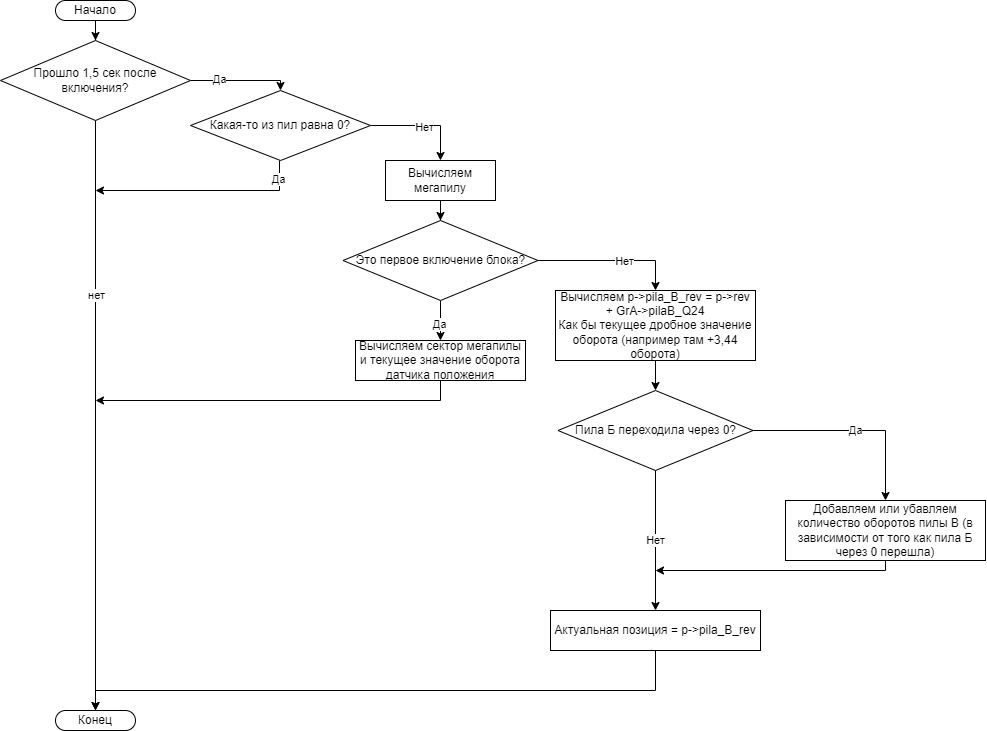 Начало
Прошло 1,5 сек после
включения?
Да
Какая-то из пил равна 0?
Нет
Да
Вычисляем
мегапилу
Это первое включение блока?
Нет
нет
Вычисляем p->pila_B_rev = p->rev
+ GrA->pilaB_Q24
Как бы текущее дробное значение
оборота (например там +3,44
оборота)
Да
Вычисляем сектор мегапилы
и текущее значение оборота
датчика положения
Пила Б переходила через 0?
Да
Добавляем или убавляем
количество оборотов пилы B (в
зависимости от того как пила Б
через 0 перешла)
Нет
Актуальная позиция = p->pila_B_rev
Конец